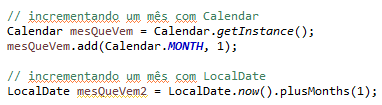 // incrementando um mês com Calendar
Calendar mesQueVem = Calendar.getInstance();
mesQueVem.add(Calendar.MONTH, 1);
// incrementando um mês com LocalDate
LocalDate mesQueVem2 = LocalDate.now().plusMonths(1);